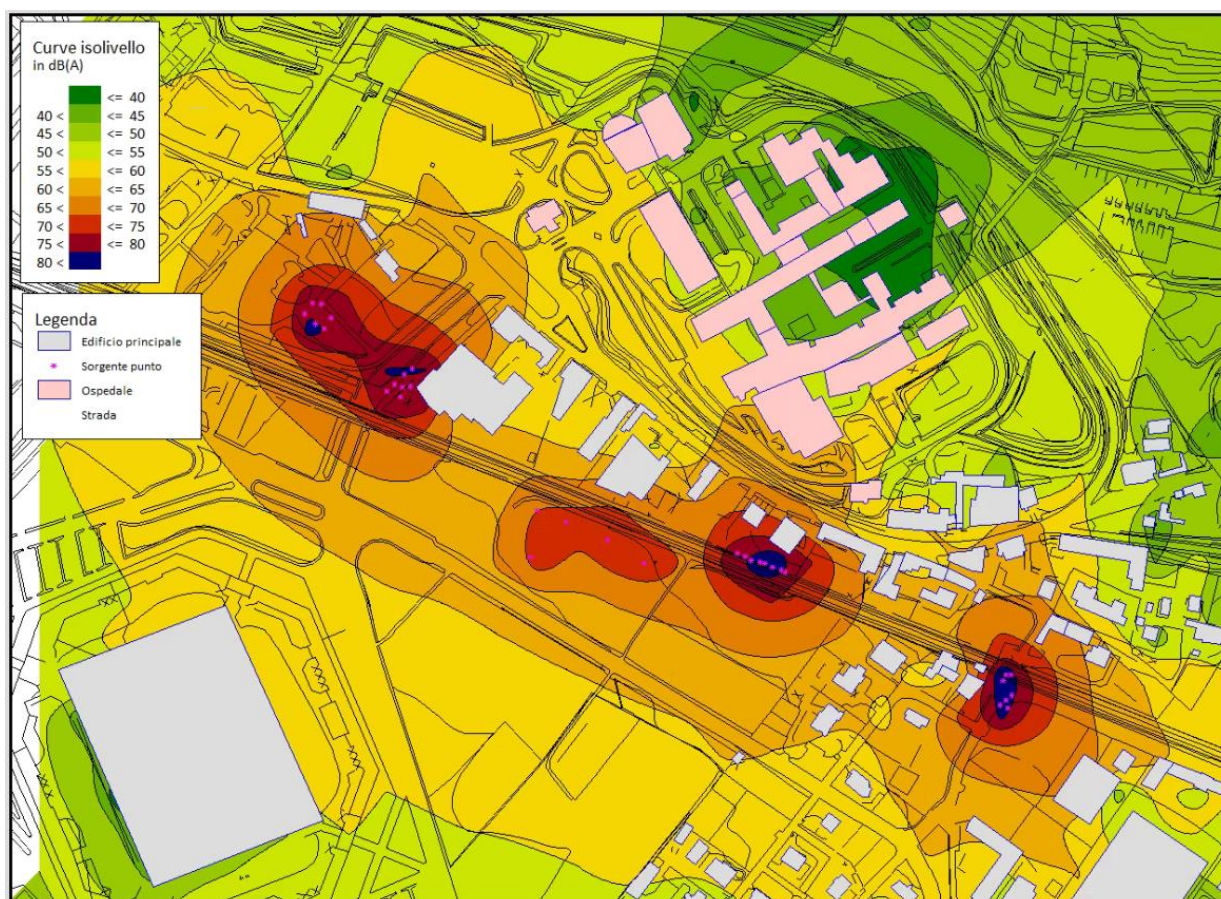 Curve isolivello
in dB(A)
<= 40
40 < <= 45
45 < <= 50
50 < <= 55
55 < <= 60
60 < <= 65
65 < <= 70
70 < <= 75
75 < <= 80
80 <
Legenda
Edificio principale
Sorgente punto
Ospedale
Strada